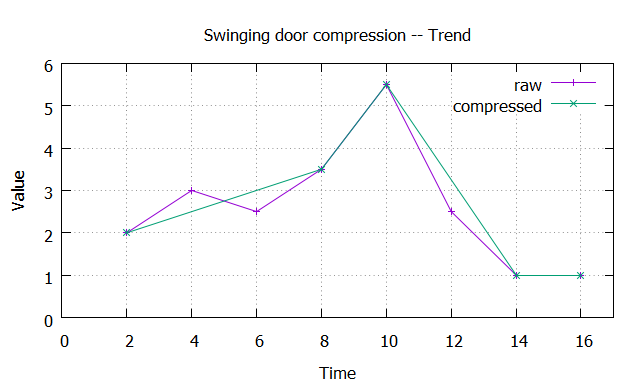 Swinging door compression -- Trend
raw
compressed
6
5
4
3
2
1
0
Value
0 2 4 6 8 10 12 14 16
Time